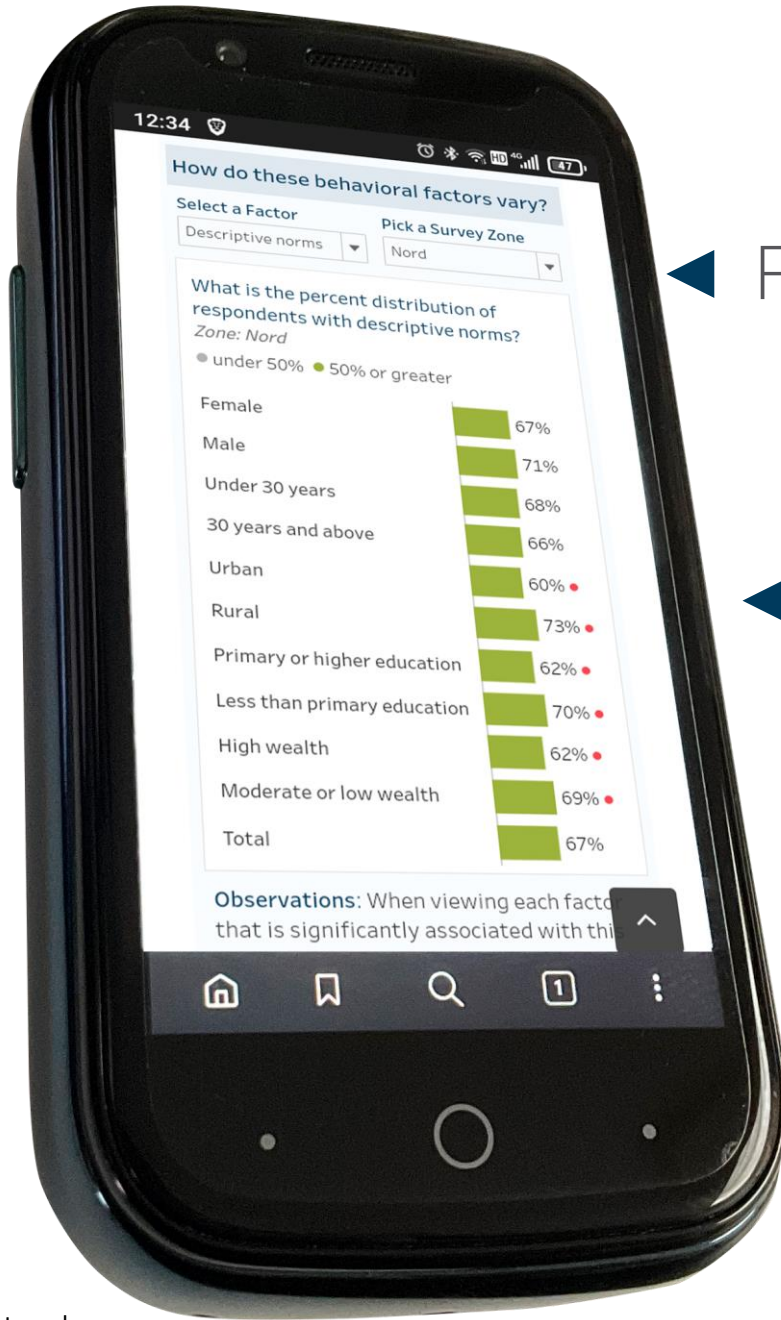 12:34
HD 4G 47
How do these behavioral factors vary?
Select a Factor Pick a Survey Zone
Descriptive norms Nord
What is the percent distribution of
respondents with descriptive norms?
Zone: Nord
under 50% 50% or greater
Female 67%
Male 71%
Under 30 years 68%
30 years and above 66%
Urban 60%
Rural 73%
Primary or higher education 62%
Less than primary education 70%
High wealth 62%
Moderate or low wealth 69%
Total 67%
Observations: When viewing each factor
that is significantly associated with this
1
F